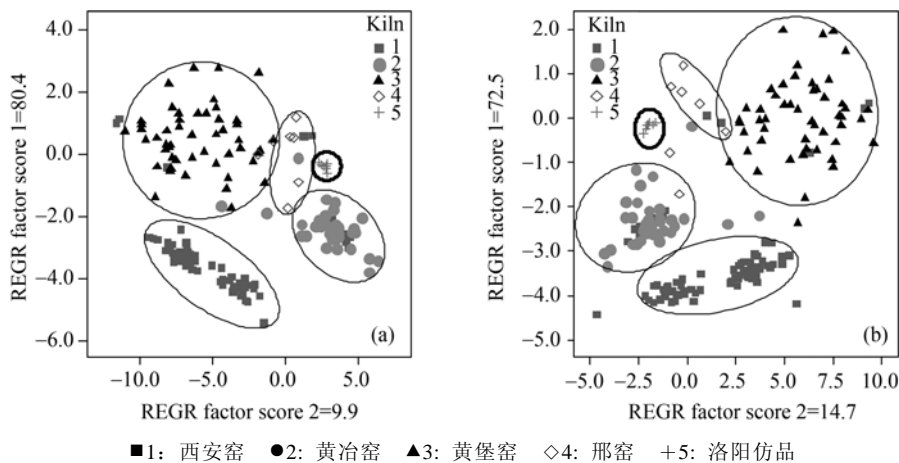 4.0
2.0
0.0
−2.0
−4.0
−6.0
REGR factor score 1=80.4
Kiln
1
2
3
4
5
(a)
−10.0 −5.0 0.0 5.0
REGR factor score 2=9.9
2.0
1.0
0.0
−1.0
−2.0
−3.0
−4.0
−5.0
REGR factor score 1=72.5
Kiln
1
2
3
4
5
(b)
−5.0 −2.5 0.0 2.5 5.0 7.5 10.0
REGR factor score 2=14.7
■1: 西安窑 ●2: 黄冶窑 ▲3: 黄堡窑 ◇4: 邢窑 +5: 洛阳仿品